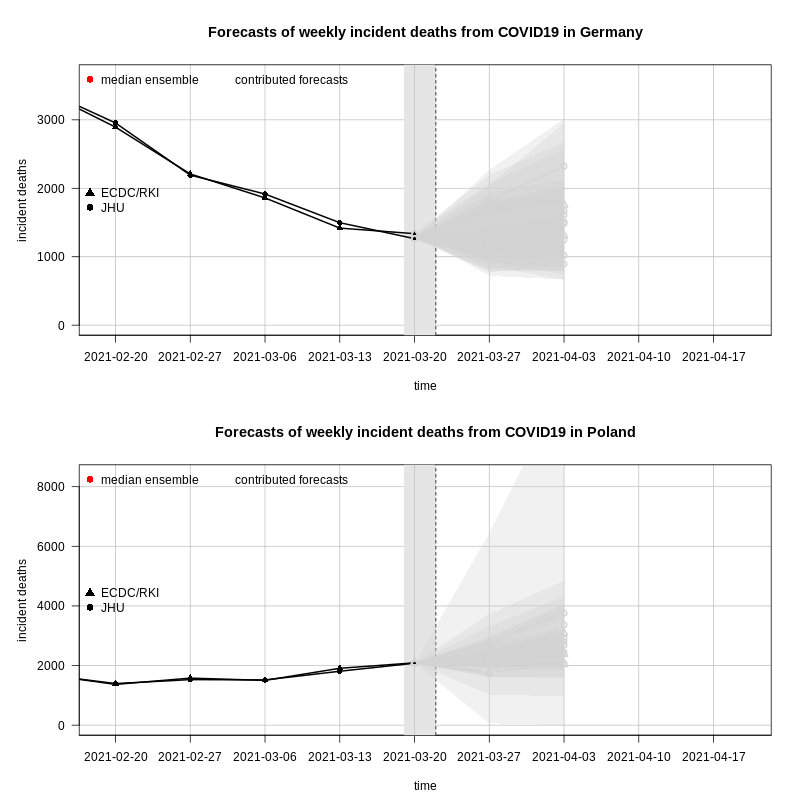 Forecasts of weekly incident deaths from COVID19 in Germany
median ensemble contributed forecasts
3000
ECDC/RKI
2000
JHU
incident deaths
1000
0
2021-02-20 2021-02-27 2021-03-06 2021-03-13 2021-03-20 2021-03-27 2021-04-03 2021-04-10 2021-04-17
time
Forecasts of weekly incident deaths from COVID19 in Poland
median ensemble contributed forecasts
8000
6000
ECDC/RKI
JHU
4000
incident deaths
2000
0
2021-02-20 2021-02-27 2021-03-06 2021-03-13 2021-03-20 2021-03-27 2021-04-03 2021-04-10 2021-04-17
time